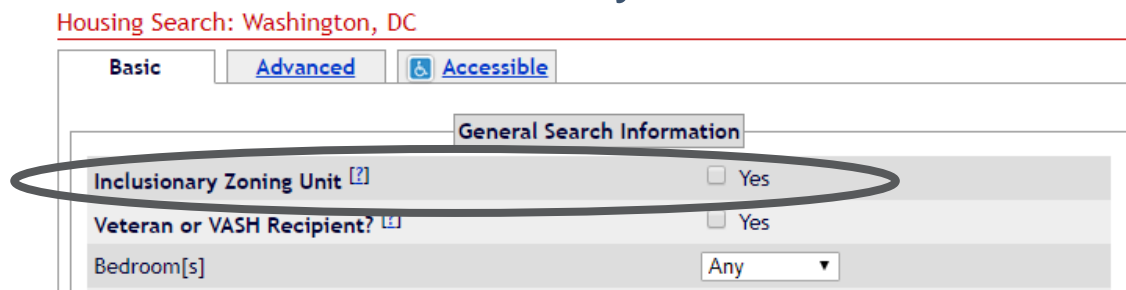 Housing Search: Washington, DC
Basic Advanced Accessible
General Search Information
Inclusionary Zoning Unit [?] Yes
Veteran or VASH Recipient? [?] Yes
Bedroom[s] Any